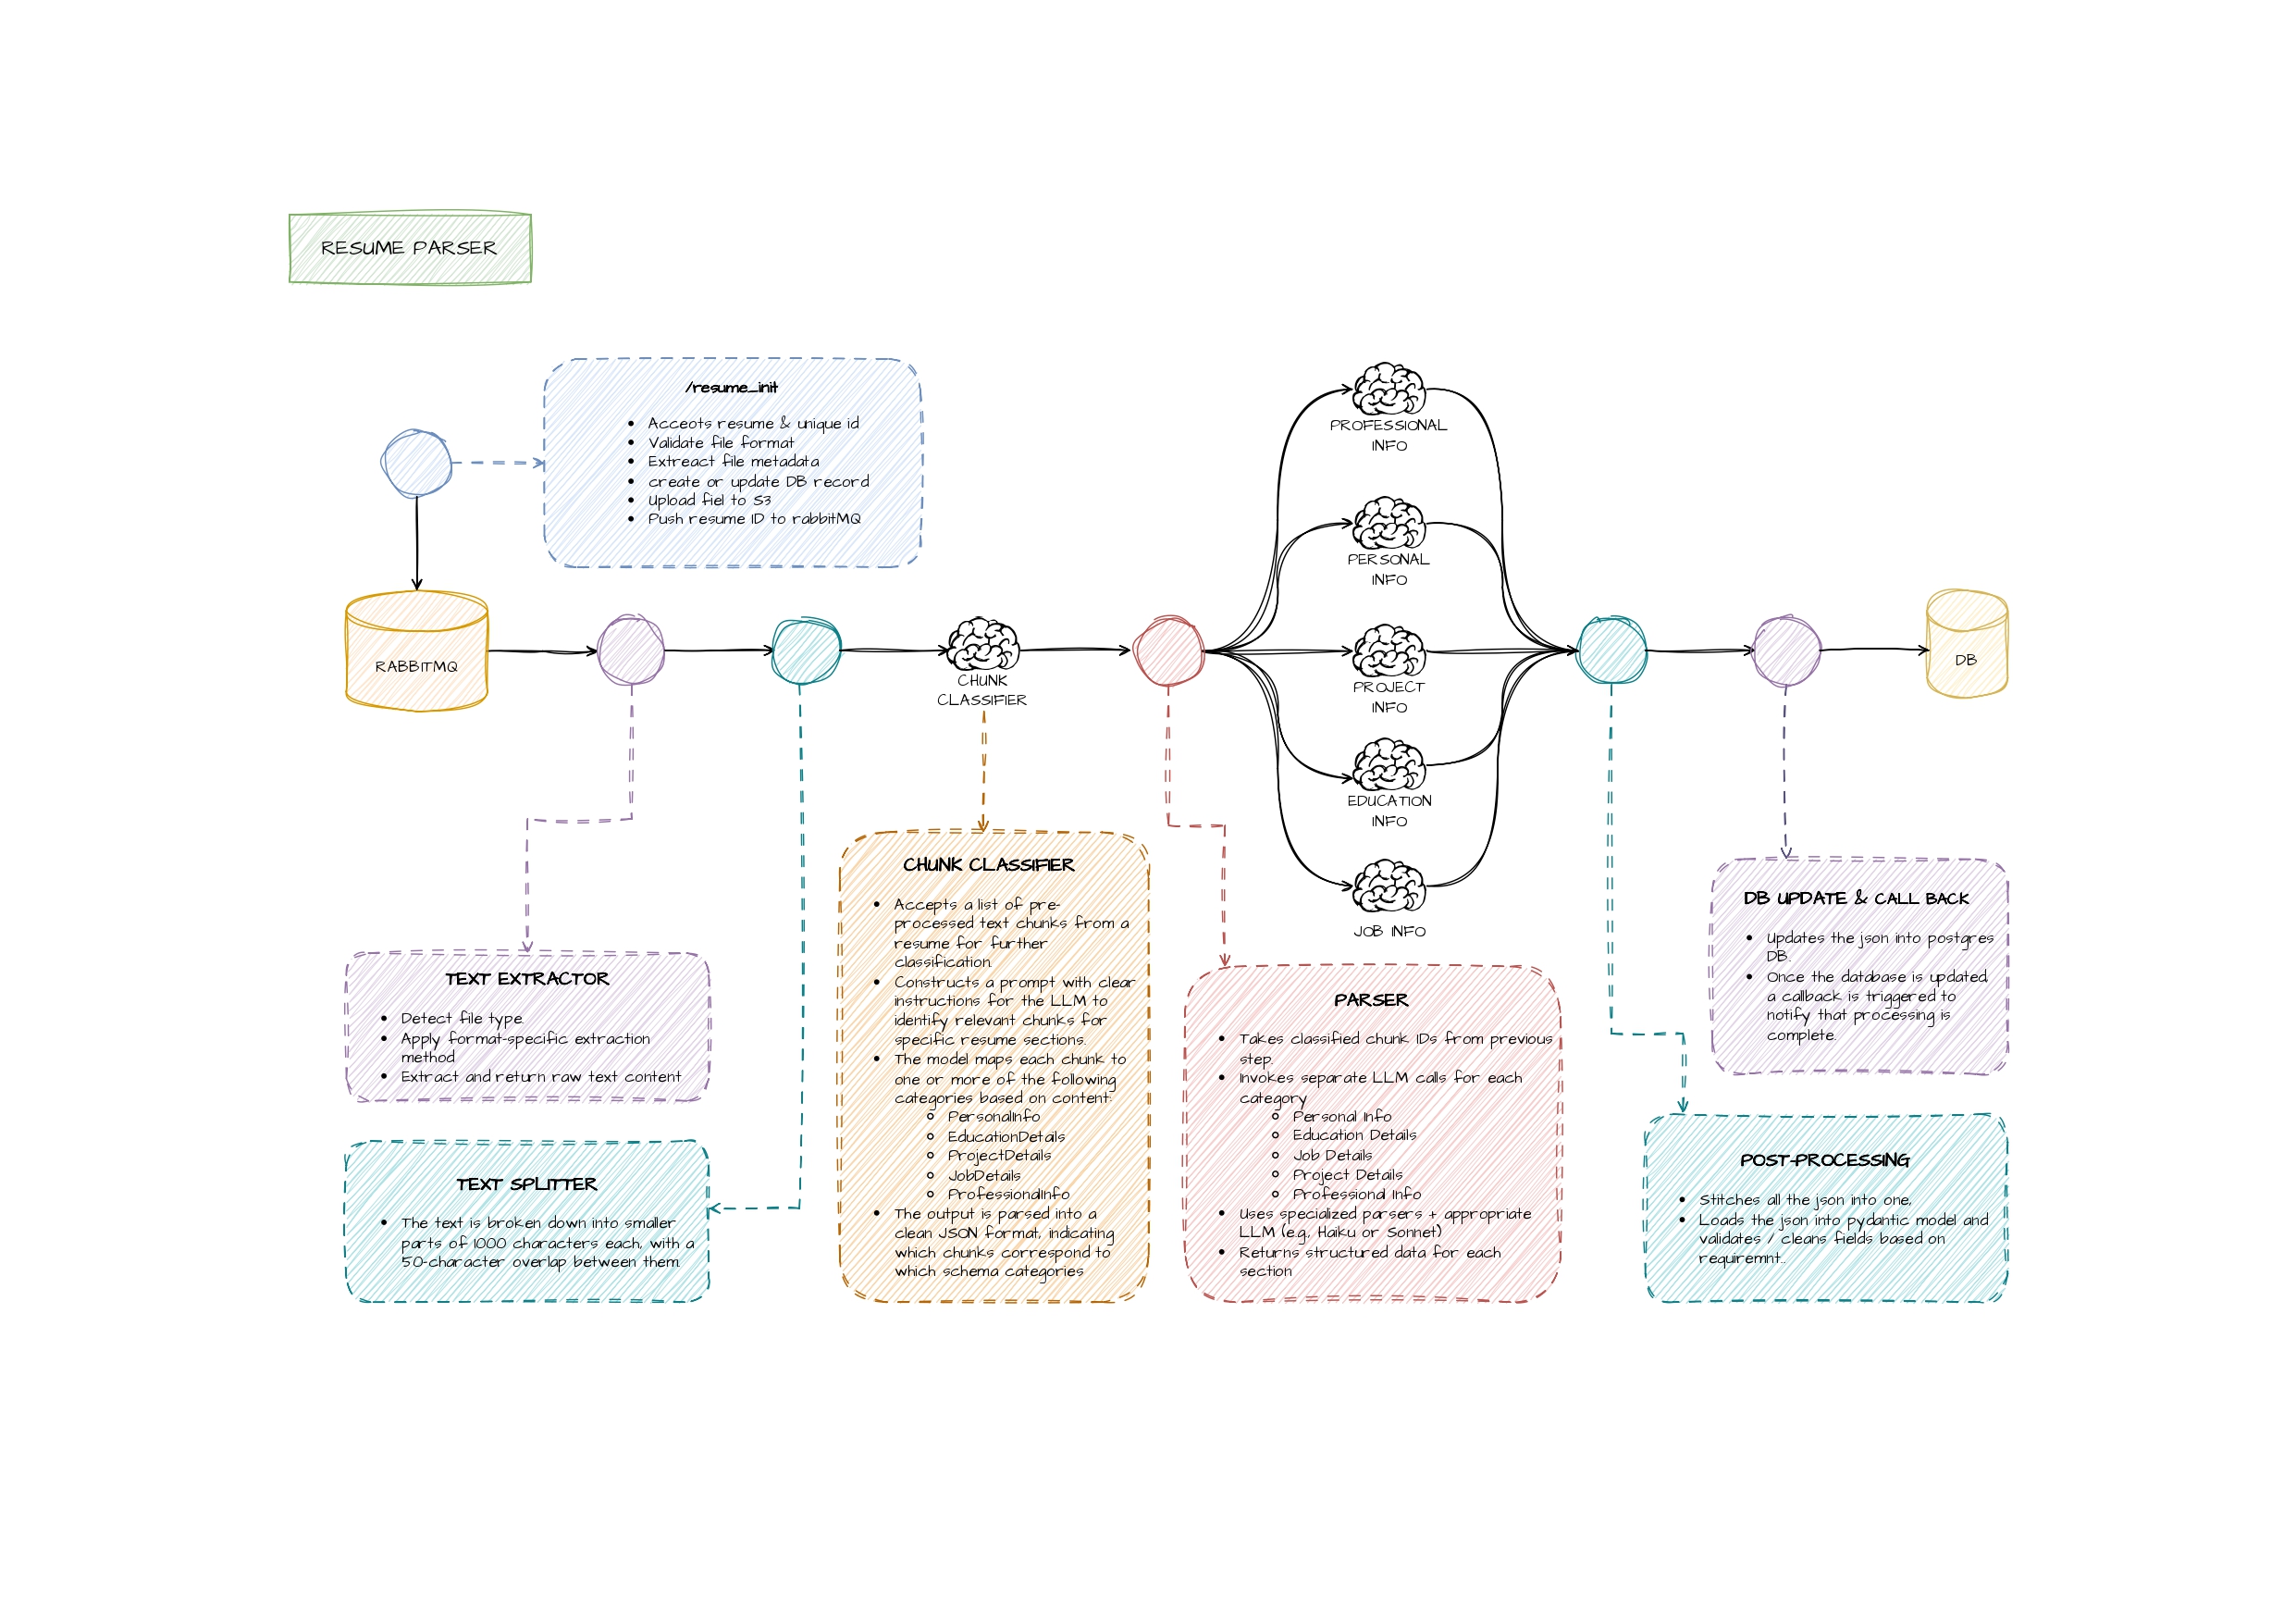 RESUME PARSER
/resume_init
Acceots resume & unique id
Validate file format
Extreact file metadata
create or update DB record
Upload fiel to S3
Push resume ID to rabbitMQ
PROFESSIONAL
INFO
PERSONAL
INFO
RABBITMQ
CHUNK
CLASSIFIER
PROJECT
INFO
DB
EDUCATION
INFO
JOB INFO
TEXT EXTRACTOR
Detect file type.
Apply format-specific extraction
method
Extract and return raw text content
TEXT SPLITTER
The text is broken down into smaller
parts of 1000 characters each, with a
50-character overlap between them.
CHUNK CLASSIFIER
Accepts a list of pre-
processed text chunks from a
resume for further
classification.
Constructs a prompt with clear
instructions for the LLM to
identify relevant chunks for
specific resume sections.
The model maps each chunk to
one or more of the following
categories based on content:
PersonalInfo
EducationDetails
ProjectDetails
JobDetails
ProfessionalInfo
The output is parsed into a
clean JSON format, indicating
which chunks correspond to
which schema categories
PARSER
Takes classified chunk IDs from previous
step.
Invokes separate LLM calls for each
category
Personal Info
Education Details
Job Details
Project Details
Professional Info
Uses specialized parsers + appropriate
LLM (e.g., Haiku or Sonnet)
Returns structured data for each
section
DB UPDATE & CALL BACK
Updates the json into postgres
DB.
Once the database is updated,
a callback is triggered to
notify that processing is
complete.
POST-PROCESSING
Stitches all the json into one,
Loads the json into pydantic model and
validates / cleans fields based on
requiremnt..